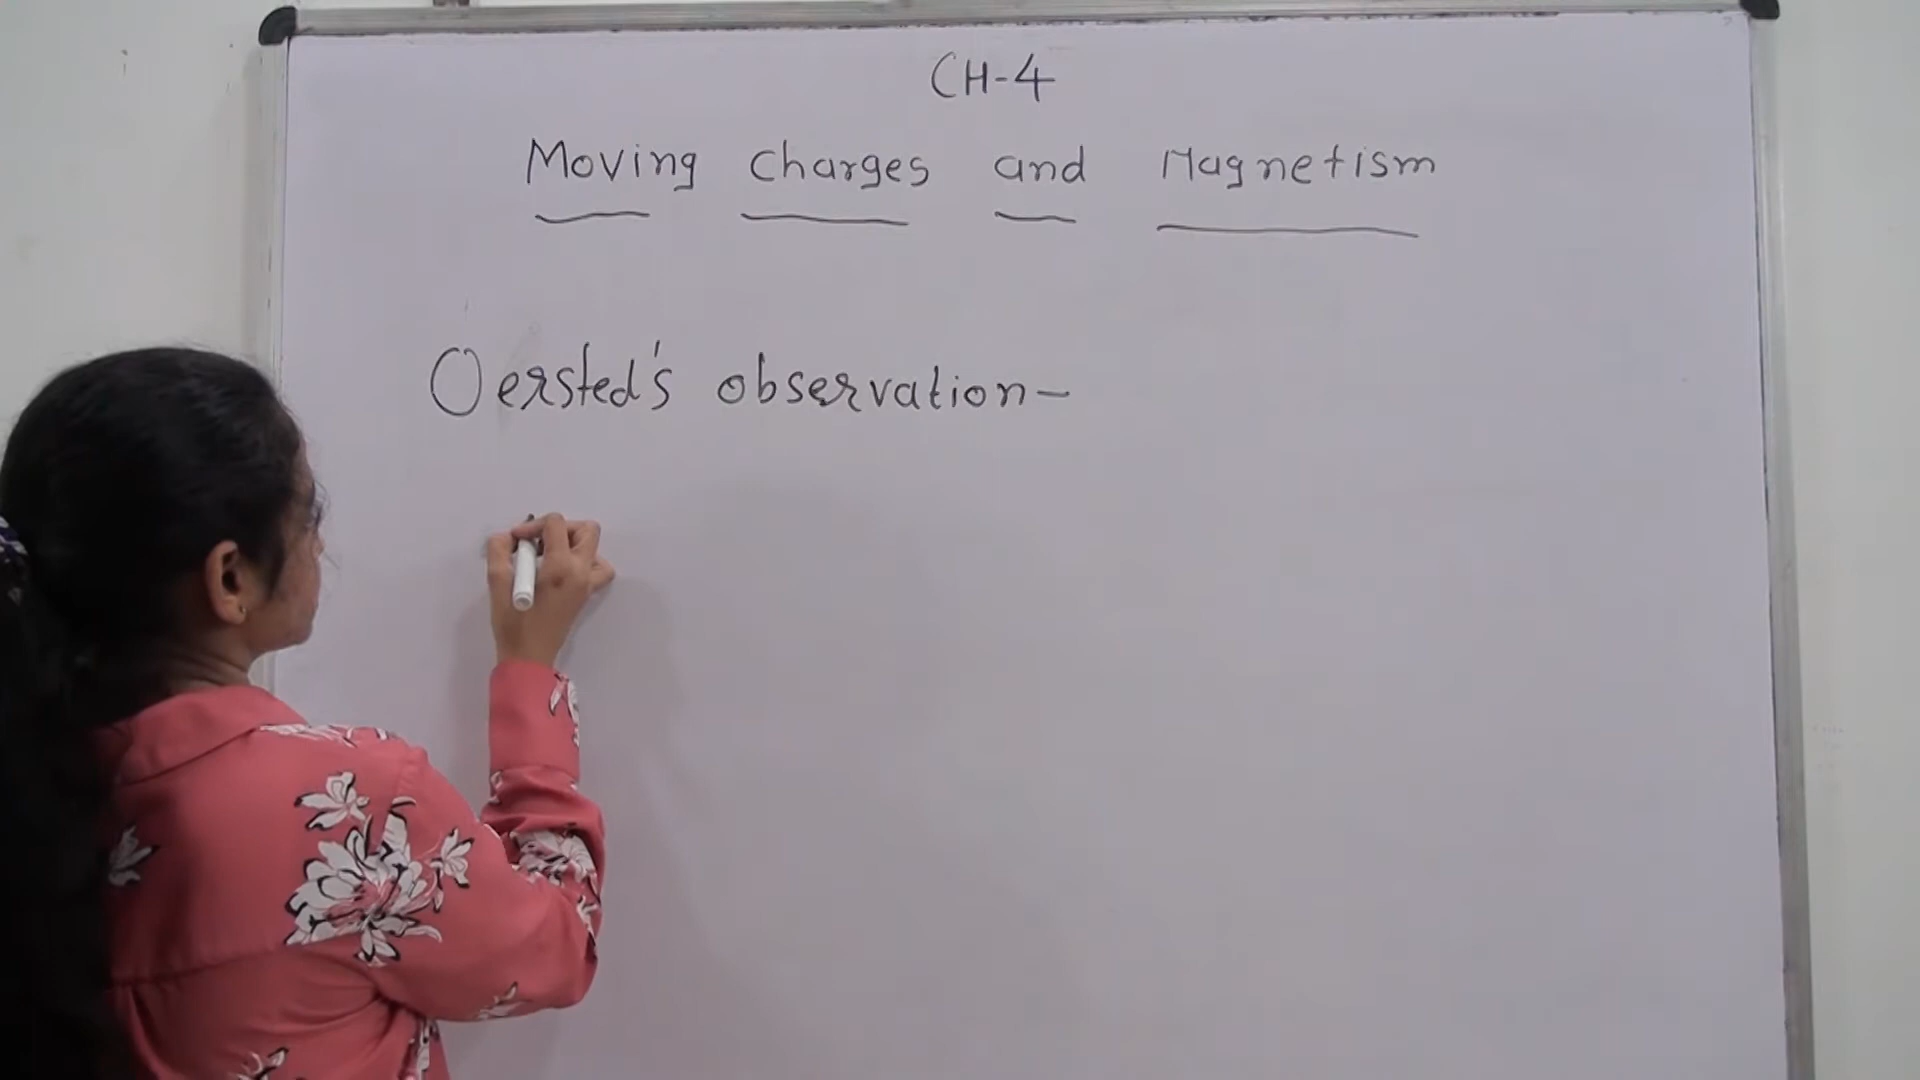 CH-4
Moving Charges and Magnetism
Oersted's observation-